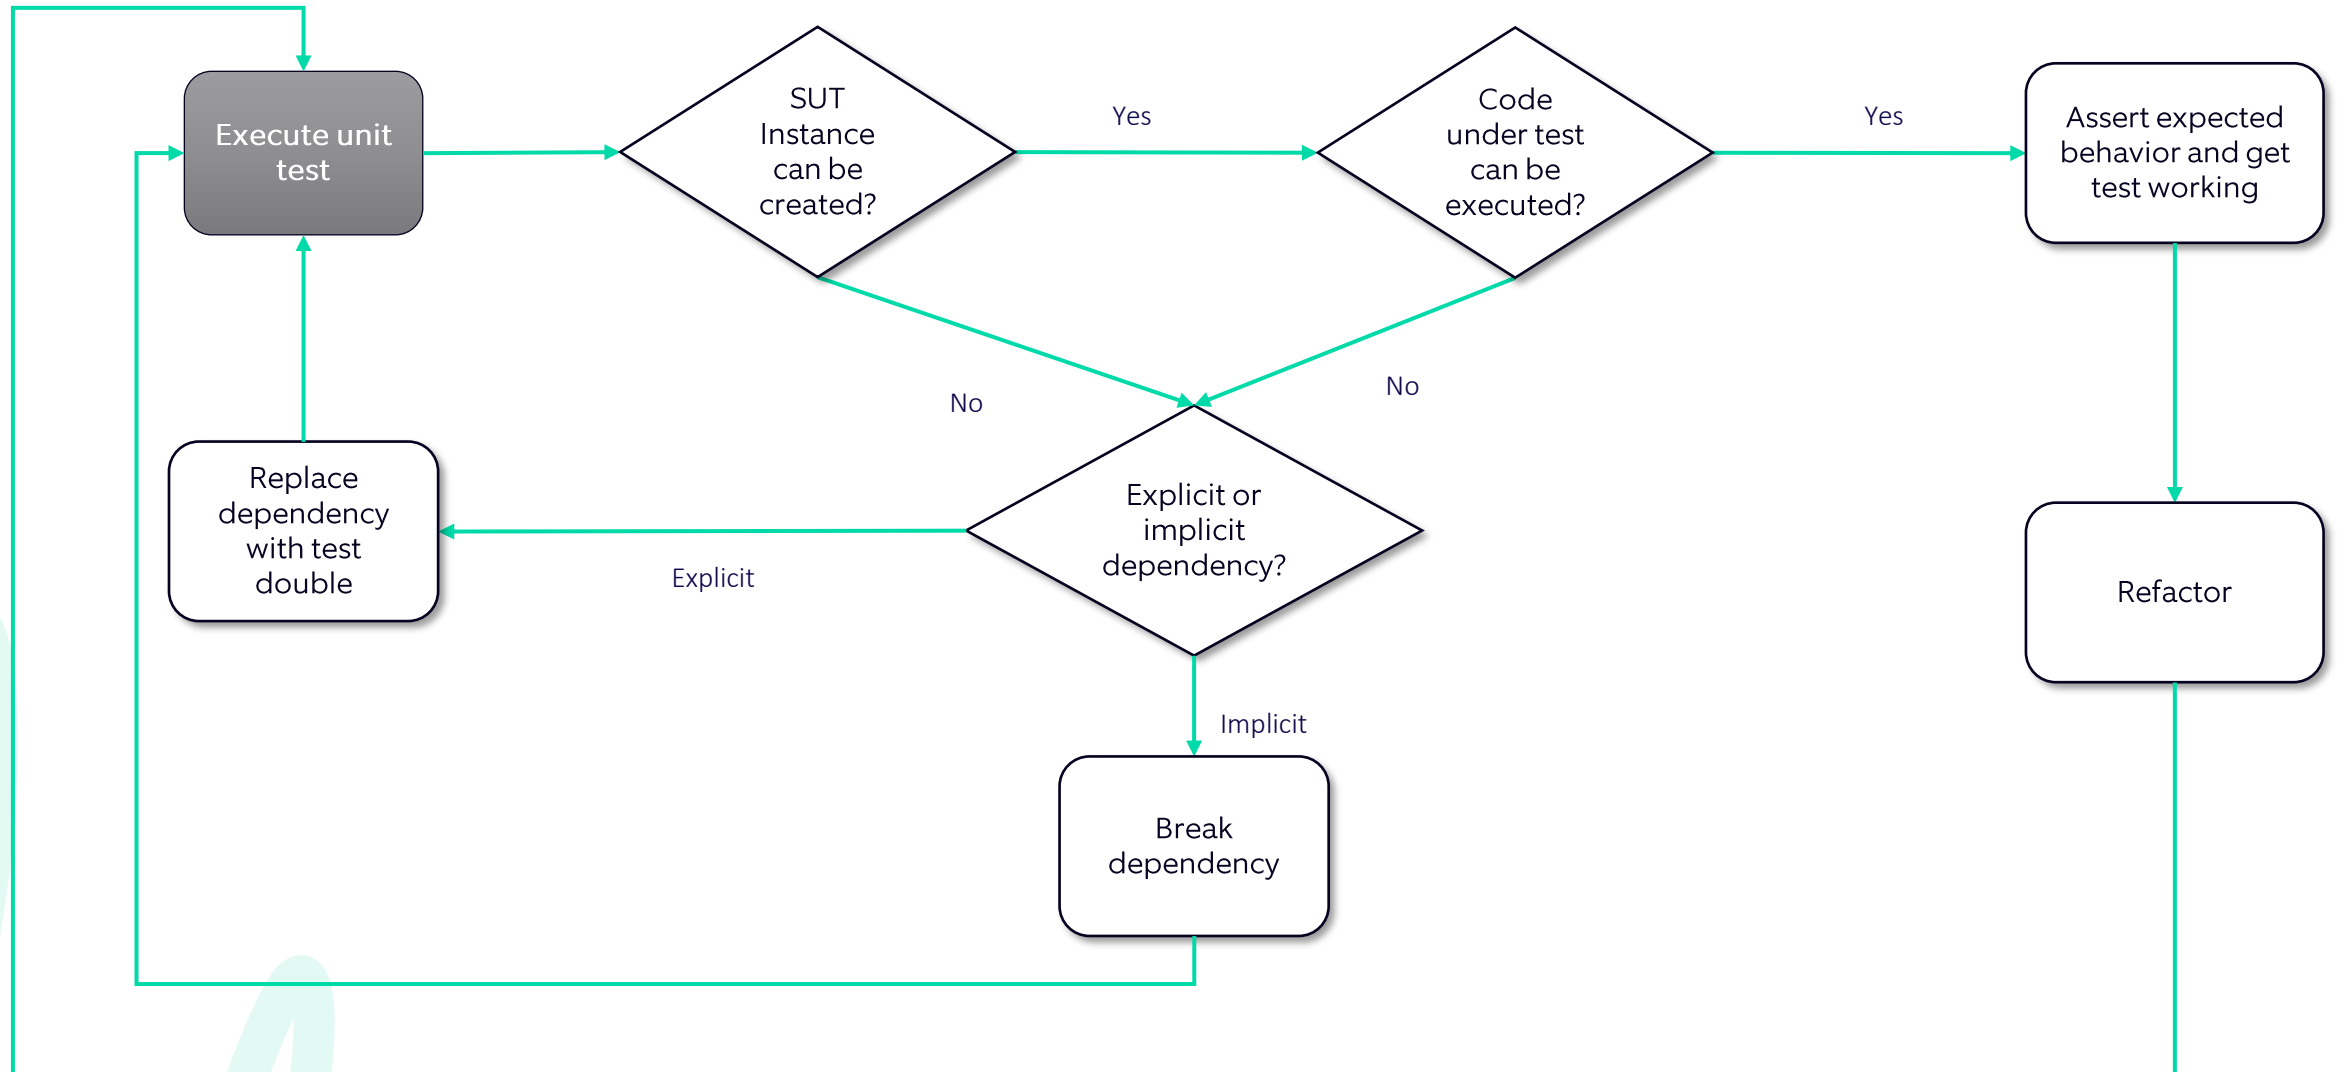 Execute unit
test
SUT
Instance
can be
created?
Yes
Code
under test
can be
executed?
Yes
Assert expected
behavior and get
test working
No
No
Replace
dependency
with test
double
Explicit
Explicit or
implicit
dependency?
Refactor
Implicit
Break
dependency